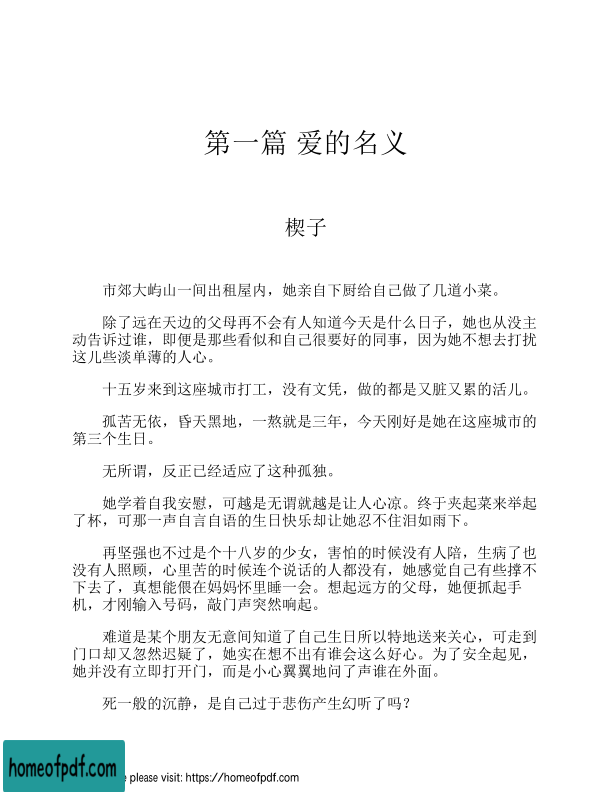 第一篇 爱的名义
楔子
市郊大屿山一间出租屋内，她亲自下厨给自己做了几道小菜。
除了远在天边的父母再不会有人知道今天是什么日子，她也从没主
动告诉过谁，即便是那些看似和自己很要好的同事，因为她不想去打扰
这儿些淡单薄的人心。
十五岁来到这座城市打工，没有文凭，做的都是又脏又累的活儿。
孤苦无依，昏天黑地，一熬就是三年，今天刚好是她在这座城市的
第三个生日。
无所谓，反正已经适应了这种孤独。
她学着自我安慰，可越是无谓就越是让人心凉。终于夹起菜来举起
了杯，可那一声自言自语的生日快乐却让她忍不住泪如雨下。
再坚强也不过是个十八岁的少女，害怕的时候没有人陪，生病了也
没有人照顾，心里苦的时候连个说话的人都没有，她感觉自己有些撑不
下去了，真想能偎在妈妈怀里睡一会。想起远方的父母，她便抓起手
机，才刚输入号码，敲门声突然响起。
难道是某个朋友无意间知道了自己生日所以特地送来关心，可走到
门口却又忽然迟疑了，她实在想不出有谁会这么好心。为了安全起见，
她并没有立即打开门，而是小心翼翼地问了声谁在外面。
死一般的沉静，是自己过于悲伤产生幻听了吗？
homeofpdf.com
please visit: https://homeofpdf.com